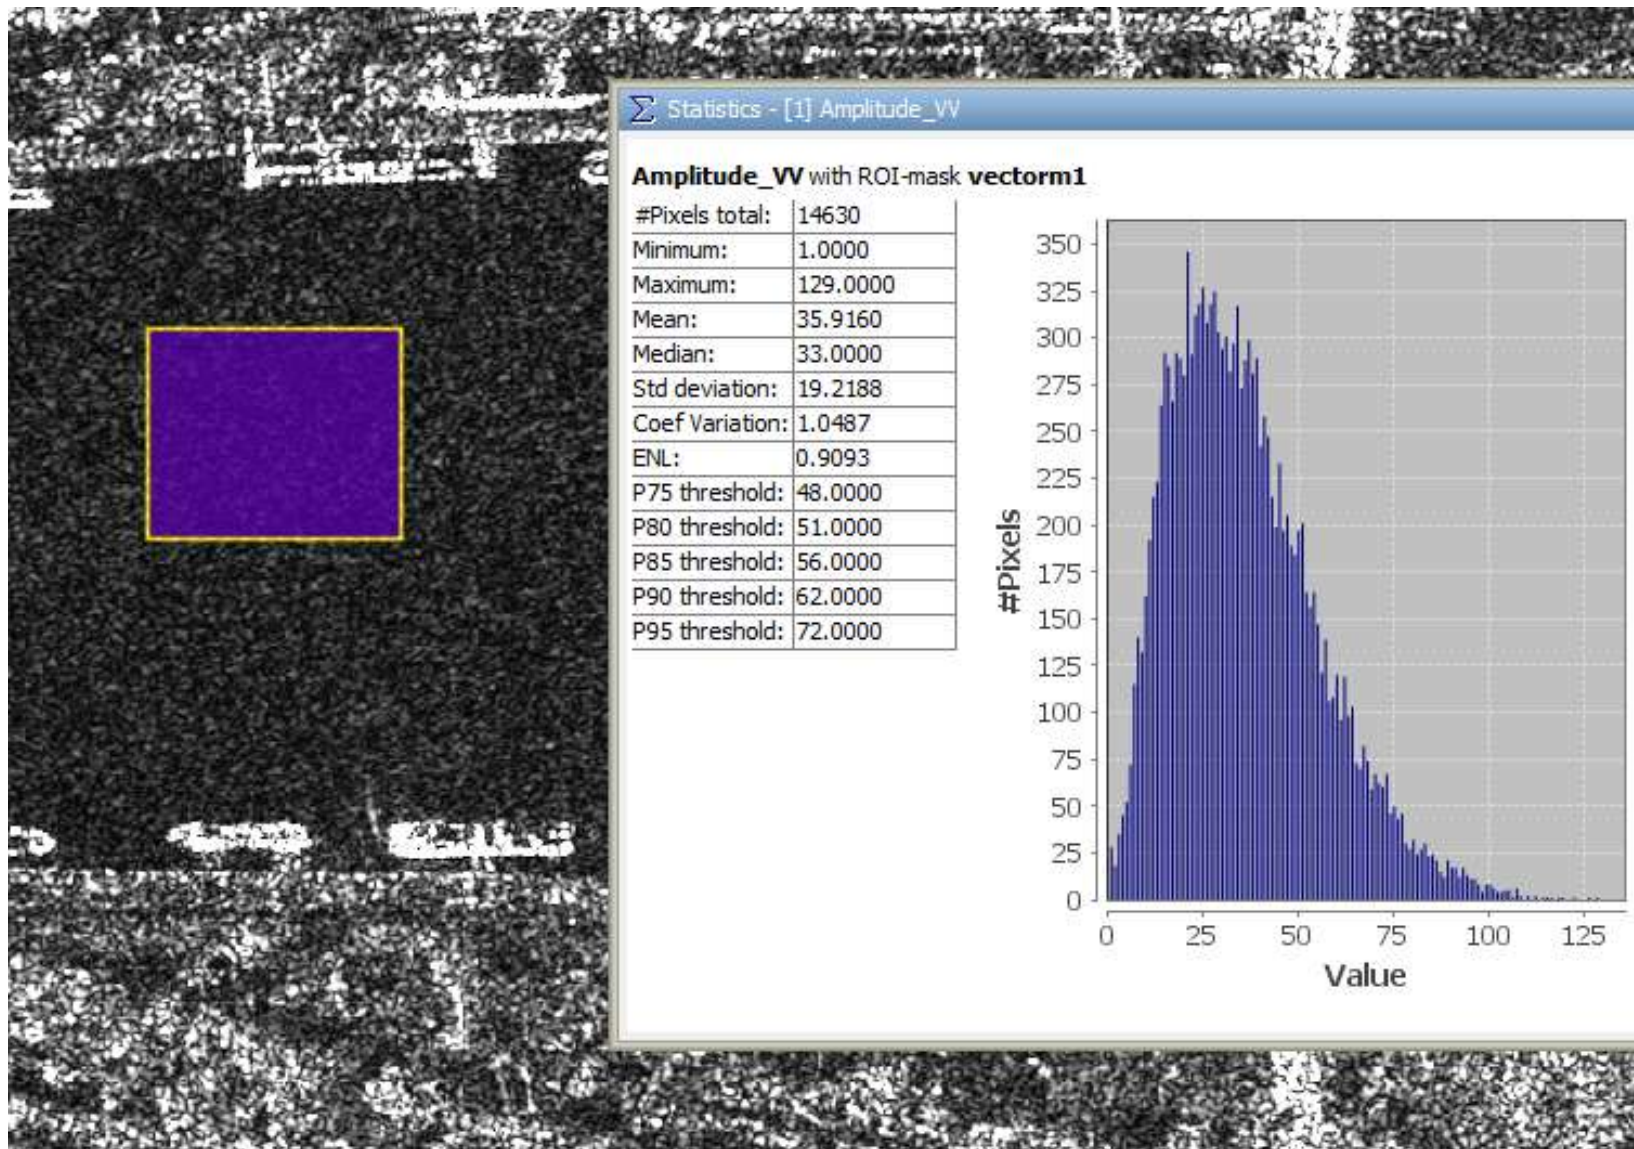 Σ Statistics - [1] Amplitude_VV
Amplitude_VV with ROI-mask vectorm1
#Pixels total: 14630
Minimum: 1.0000
Maximum: 129.0000
Mean: 35.9160
Median: 33.0000
Std deviation: 19.2188
Coef Variation: 1.0487
ENL: 0.9093
P75 threshold: 48.0000
P80 threshold: 51.0000
P85 threshold: 56.0000
P90 threshold: 62.0000
P95 threshold: 72.0000
350
325
300
275
250
225
200
175
150
125
100
75
50
25
0
#Pixels
0 25 50 75 100 125
Value